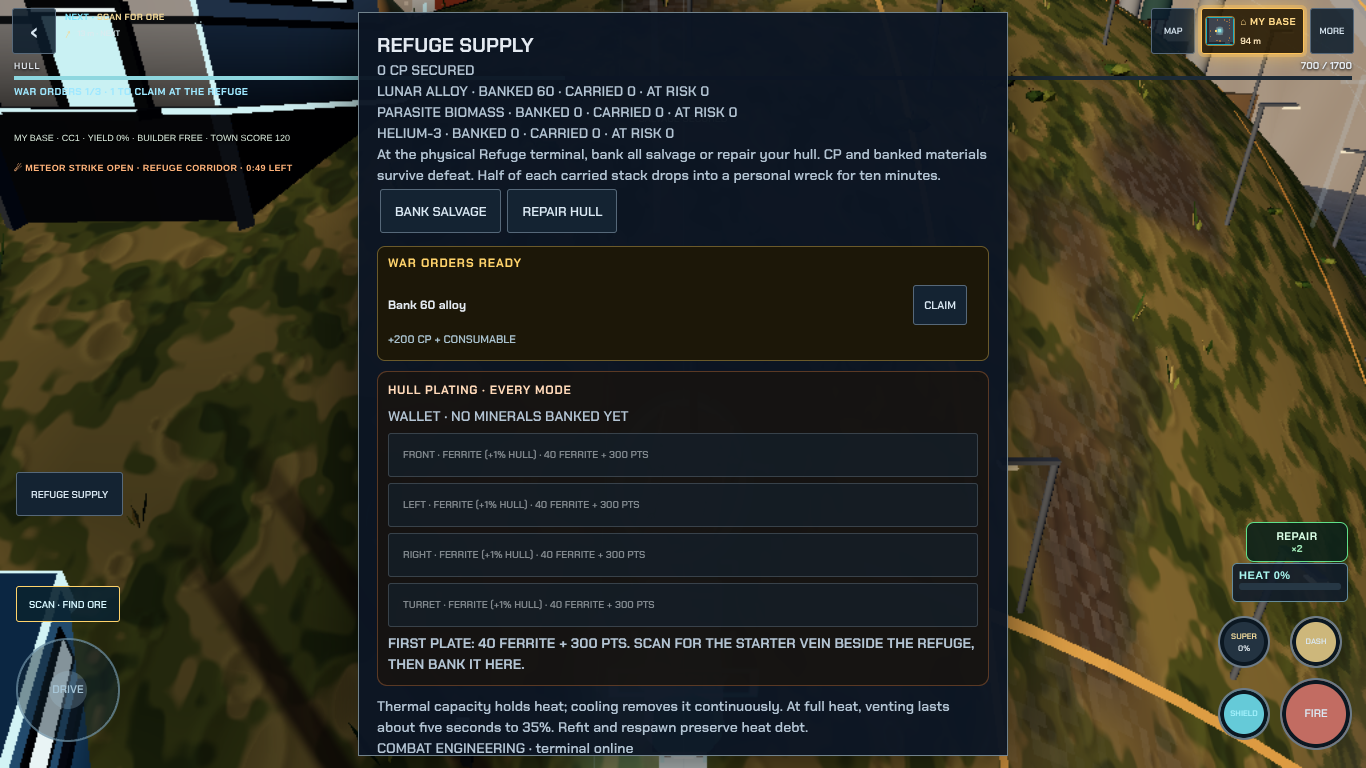 ‹
NEXT · SCAN FOR ORE
HULL
WAR ORDERS 1/3 · 1 TO CLAIM AT THE REFUGE
MY BASE · CC1 · YIELD 0% · BUILDER FREE · TOWN SCORE 120
METEOR STRIKE OPEN · REFUGE CORRIDOR · 0:49 LEFT
MAP
⌂ MY BASE
94 m
MORE
700 / 1700
REFUGE SUPPLY
0 CP SECURED
LUNAR ALLOY · BANKED 60 · CARRIED 0 · AT RISK 0
PARASITE BIOMASS · BANKED 0 · CARRIED 0 · AT RISK 0
HELIUM-3 · BANKED 0 · CARRIED 0 · AT RISK 0
At the physical Refuge terminal, bank all salvage or repair your hull. CP and banked materials
survive defeat. Half of each carried stack drops into a personal wreck for ten minutes.
BANK SALVAGE
REPAIR HULL
WAR ORDERS READY
Bank 60 alloy
CLAIM
+200 CP + CONSUMABLE
HULL PLATING · EVERY MODE
WALLET · NO MINERALS BANKED YET
FRONT · FERRITE (+1% HULL) · 40 FERRITE + 300 PTS
LEFT · FERRITE (+1% HULL) · 40 FERRITE + 300 PTS
RIGHT · FERRITE (+1% HULL) · 40 FERRITE + 300 PTS
TURRET · FERRITE (+1% HULL) · 40 FERRITE + 300 PTS
FIRST PLATE: 40 FERRITE + 300 PTS. SCAN FOR THE STARTER VEIN BESIDE THE REFUGE,
THEN BANK IT HERE.
Thermal capacity holds heat; cooling removes it continuously. At full heat, venting lasts
about five seconds to 35%. Refit and respawn preserve heat debt.
COMBAT ENGINEERING · terminal online
REFUGE SUPPLY
SCAN · FIND ORE
DRIVE
REPAIR
×2
HEAT 0%
SUPER
0%
DASH
SHIELD
FIRE